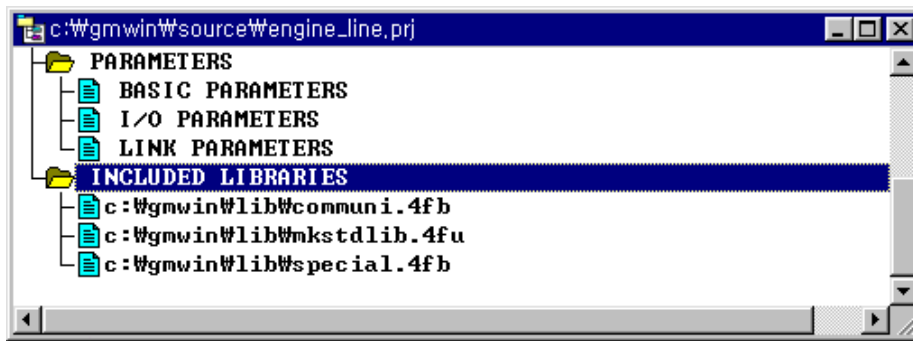 c:₩gmwin₩source₩engine_line.prj
PARAMETERS
BASIC PARAMETERS
I/O PARAMETERS
LINK PARAMETERS
INCLUDED LIBRARIES
c:₩gmwin₩lib₩communi.4fb
c:₩gmwin₩lib₩mkstdlib.4fu
c:₩gmwin₩lib₩special.4fb